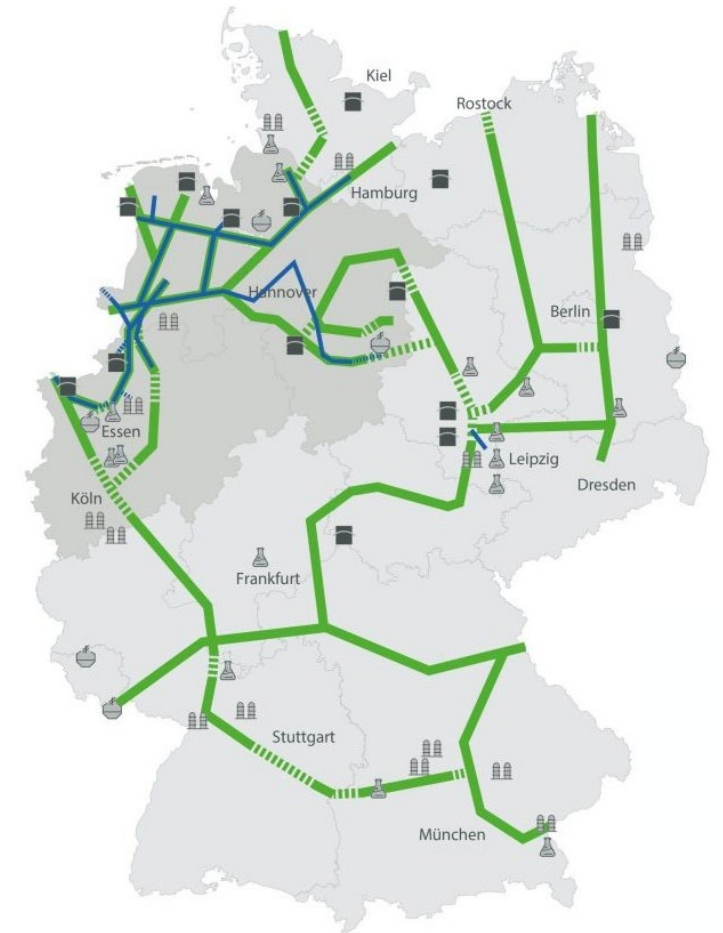 Kiel
Rostock
Hamburg
Hannover
Berlin
Essen
Leipzig
Köln
Dresden
Frankfurt
Stuttgart
München